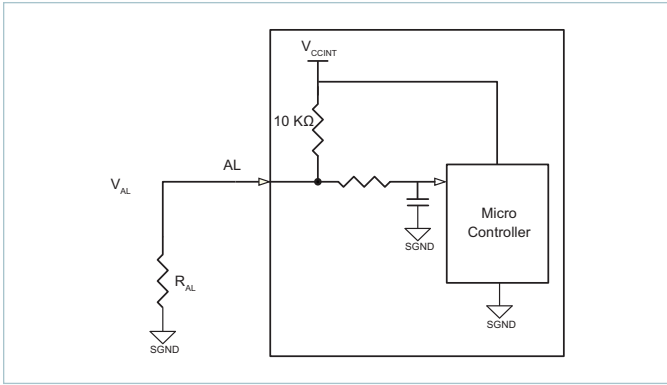 V_CCINT
10 KΩ
AL
V_AL
Micro
Controller
SGND
R_AL
SGND
SGND